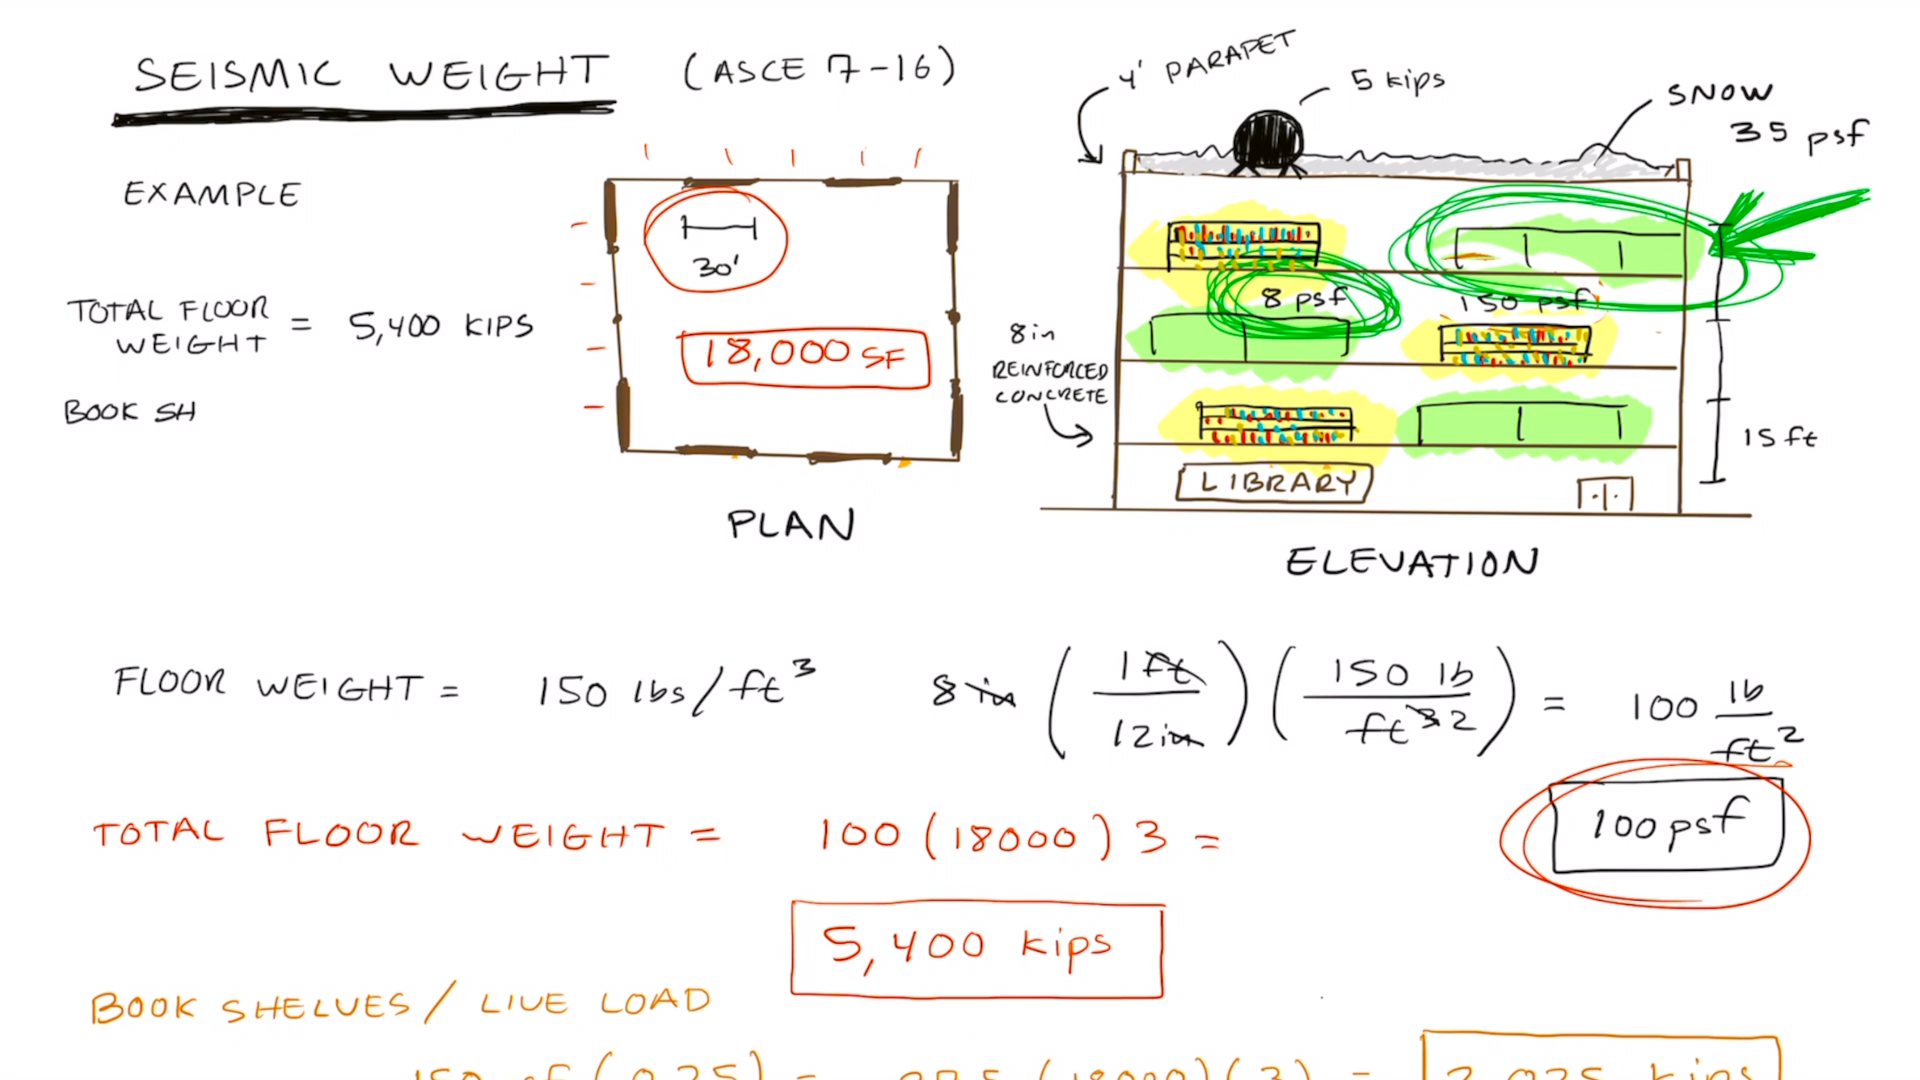 SEISMIC WEIGHT (ASCE 7-16)
EXAMPLE
TOTAL FLOOR WEIGHT = 5,400 KIPS
BOOK SH
30'
18,000 SF
PLAN
4' PARAPET
5 kips
SNOW
35 psf
8 psf
150 psf
8in
REINFORCED
CONCRETE
15 ft
LIBRARY
ELEVATION
FLOOR WEIGHT = 150 lbs/ft³ 8 in (1 ft / 12 in) (150 lb / ft³ 2) = 100 lb / ft²
100 psf
TOTAL FLOOR WEIGHT = 100 (18000) 3 =
5,400 kips
BOOK SHELVES / LIVE LOAD